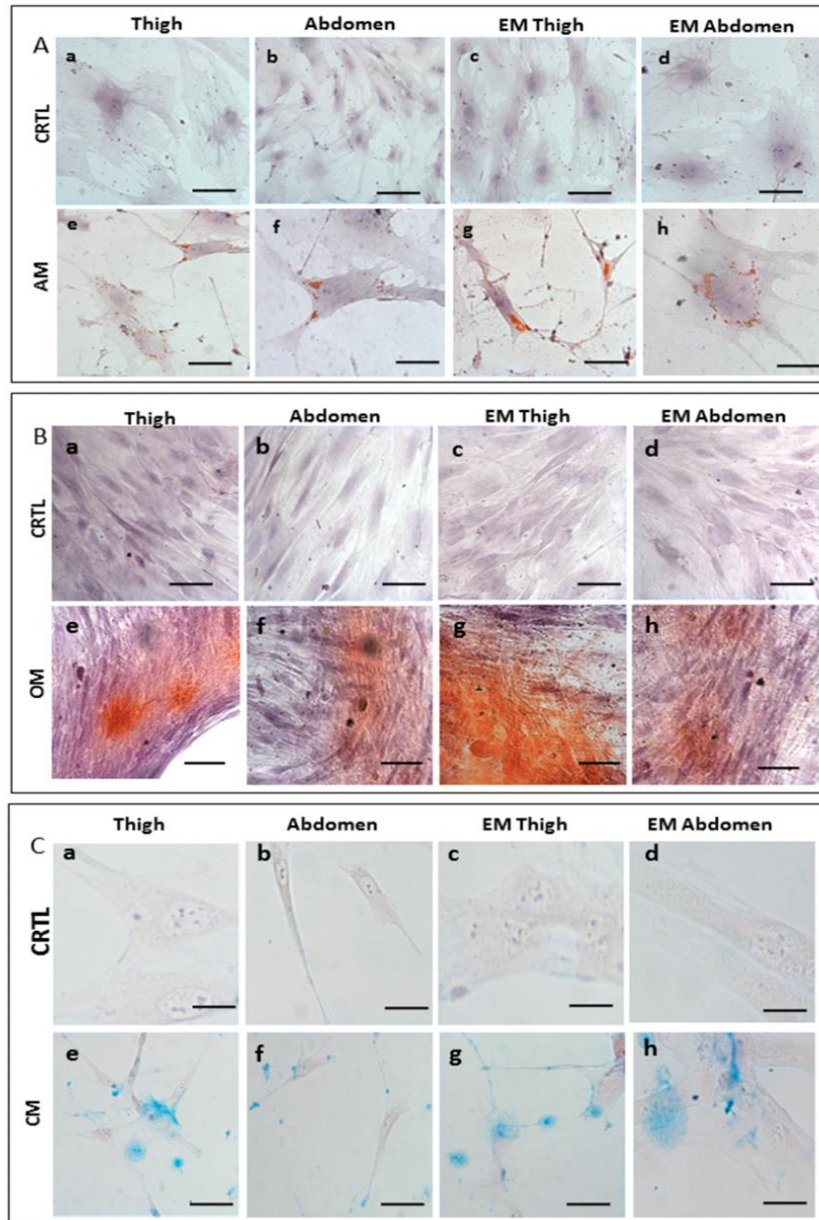 Thigh Abdomen EM Thigh EM Abdomen
A
a b c d
CRTL
e f g h
AM
Thigh Abdomen EM Thigh EM Abdomen
B
a b c d
CRTL
e f g h
OM
Thigh Abdomen EM Thigh EM Abdomen
C
a b c d
CRTL
e f g h
CM